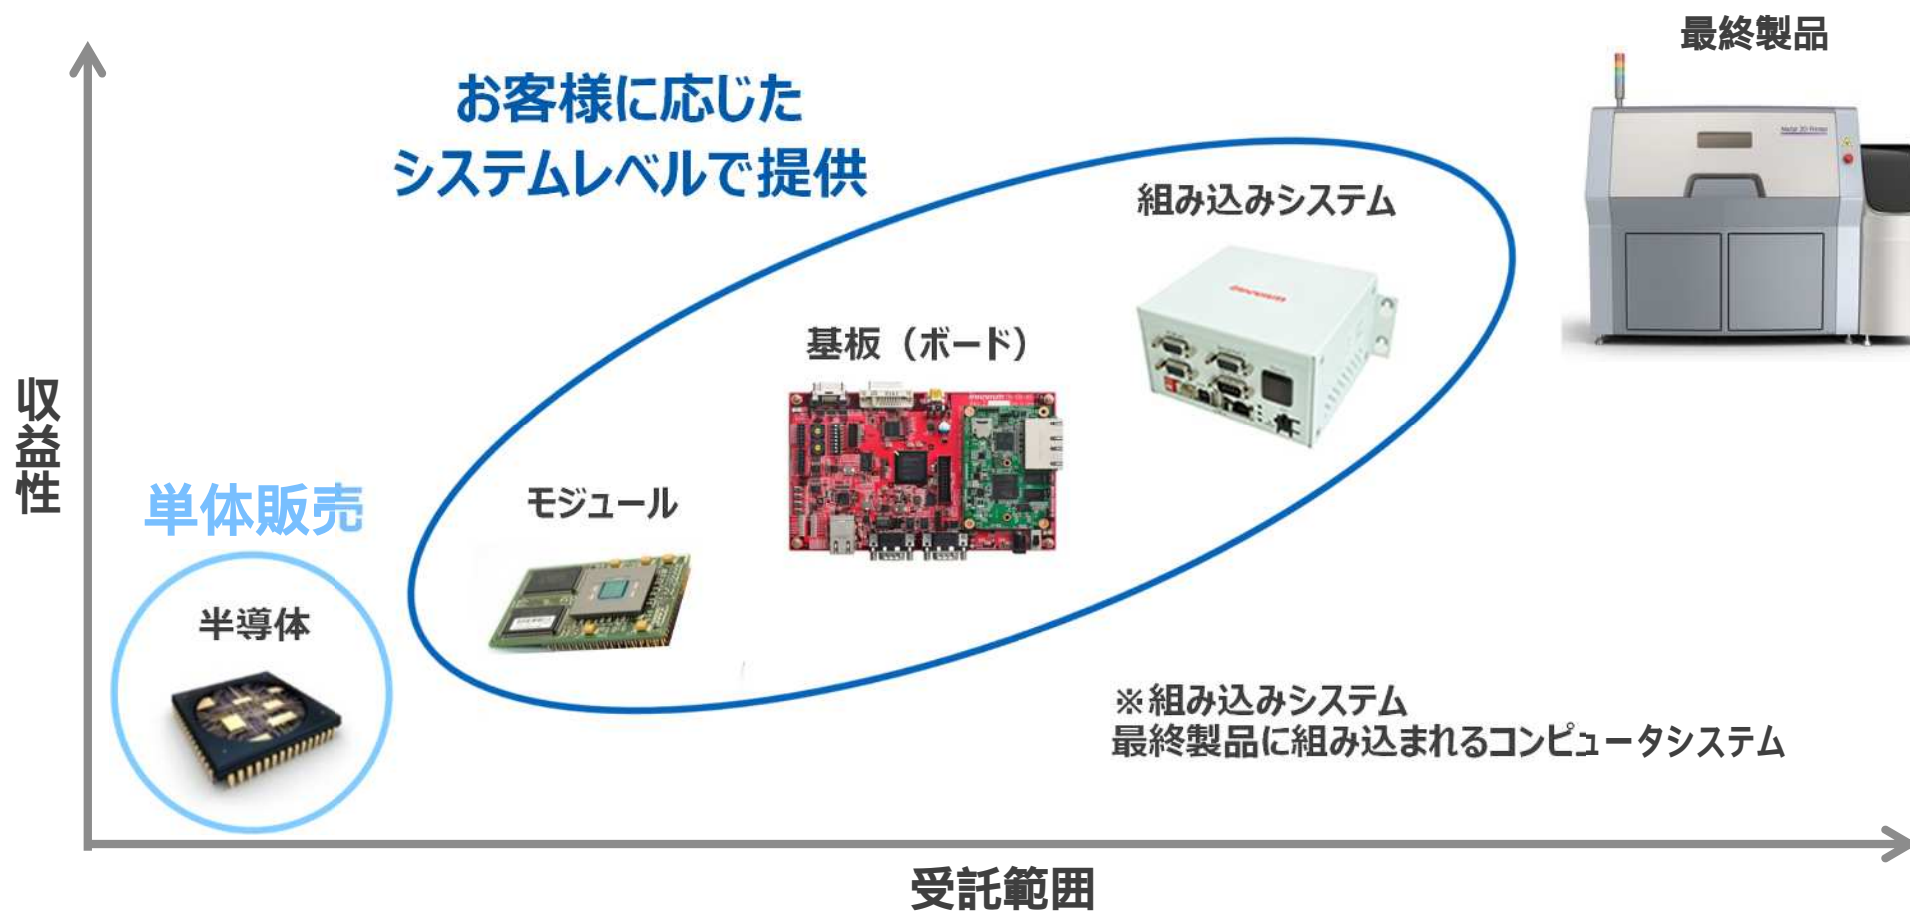 最終製品
お客様に応じた
システムレベルで提供
組み込みシステム
基板（ボード）
収益性
モジュール
単体販売
半導体
※組み込みシステム
最終製品に組み込まれるコンピュータシステム
受託範囲
Metal 3D Printer
inrevium